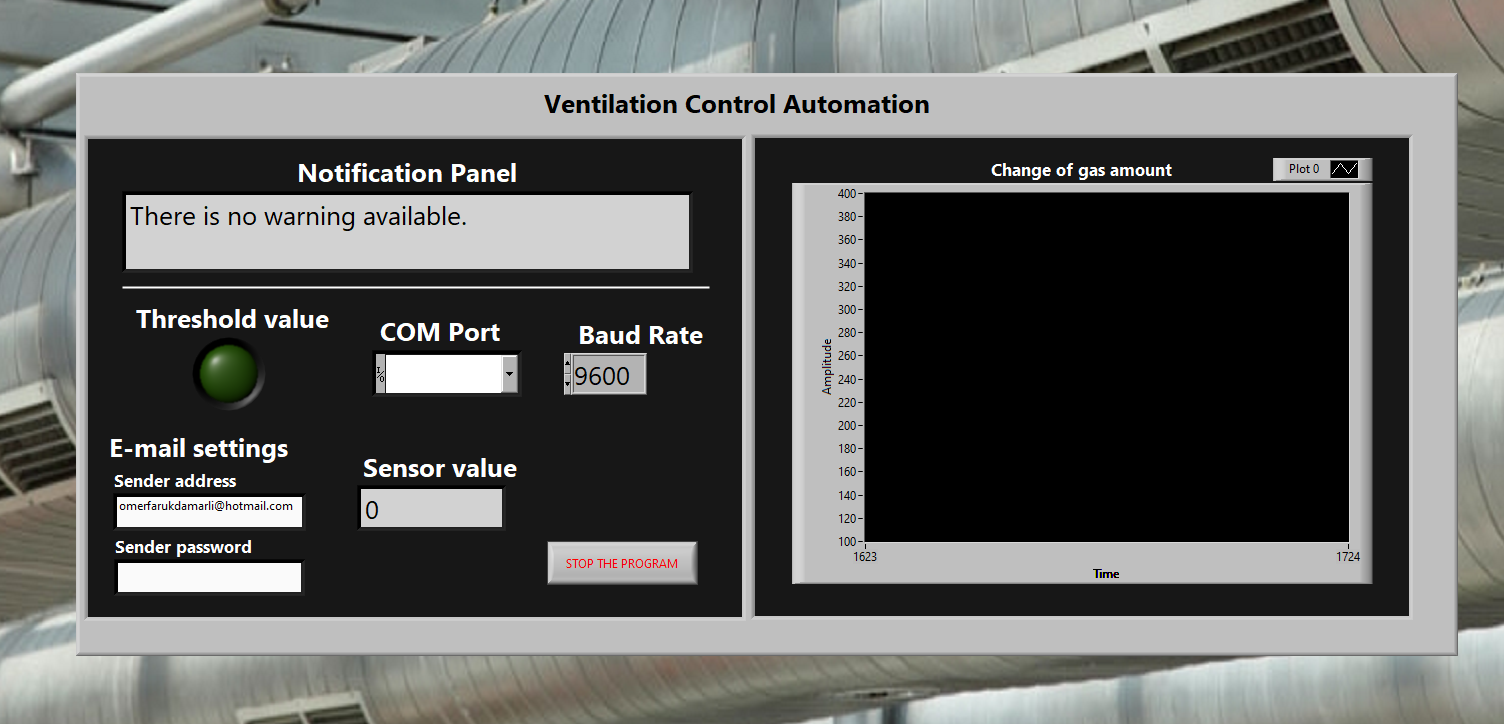 Ventilation Control Automation
Notification Panel
There is no warning available.
Threshold value
COM Port
I/O
Baud Rate
9600
E-mail settings
Sender address
omerfarukdamarli@hotmail.com
Sender password
Sensor value
0
STOP THE PROGRAM
Change of gas amount
Plot 0
400
380
360
340
320
300
280
260
240
220
200
180
160
140
120
100
Amplitude
1623
1724
Time